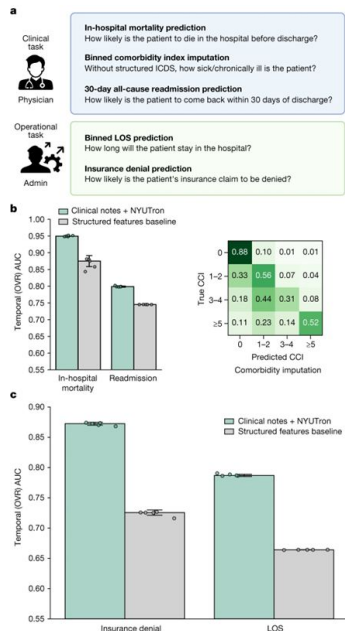 a
Clinical
task
Physician
In-hospital mortality prediction
How likely is the patient to die in the hospital before discharge?
Binned comorbidity index imputation
Without structured ICDS, how sick/chronically ill is the patient?
30-day all-cause readmission prediction
How likely is the patient to come back within 30 days of discharge?
Operational
task
Admin
Binned LOS prediction
How long will the patient stay in the hospital?
Insurance denial prediction
How likely is the patient's insurance claim to be denied?
b
Clinical notes + NYUTron
Structured features baseline
Temporal (OVR) AUC
1.00
0.95
0.90
0.85
0.80
0.75
0.70
0.65
0.60
0.55
In-hospital
mortality
Readmission
True CCI
0 0.88 0.10 0.01 0.01
1–2 0.33 0.56 0.07 0.04
3–4 0.18 0.44 0.31 0.08
≥5 0.11 0.23 0.14 0.52
0 1–2 3–4 ≥5
Predicted CCI
Comorbidity imputation
c
Clinical notes + NYUTron
Structured features baseline
Temporal (OVR) AUC
0.90
0.85
0.80
0.75
0.70
0.65
0.60
0.55
Insurance denial
LOS